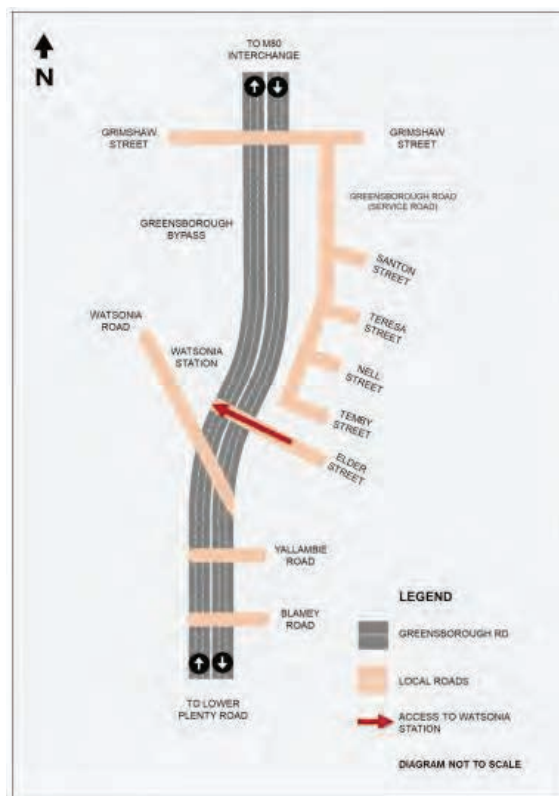 TO M80
INTERCHANGE
N
GRIMSHAW
STREET
GRIMSHAW
STREET
GREENSBOROUGH ROAD
(SERVICE ROAD)
GREENSBOROUGH
BYPASS
SANTON
STREET
WATSONIA
ROAD
TERESA
STREET
WATSONIA
STATION
NELL
STREET
TEMBY
STREET
ELDER
STREET
YALLAMBIE
ROAD
BLAMEY
ROAD
TO LOWER
PLENTY ROAD
LEGEND
GREENSBOROUGH RD
LOCAL ROADS
ACCESS TO WATSONIA
STATION
DIAGRAM NOT TO SCALE